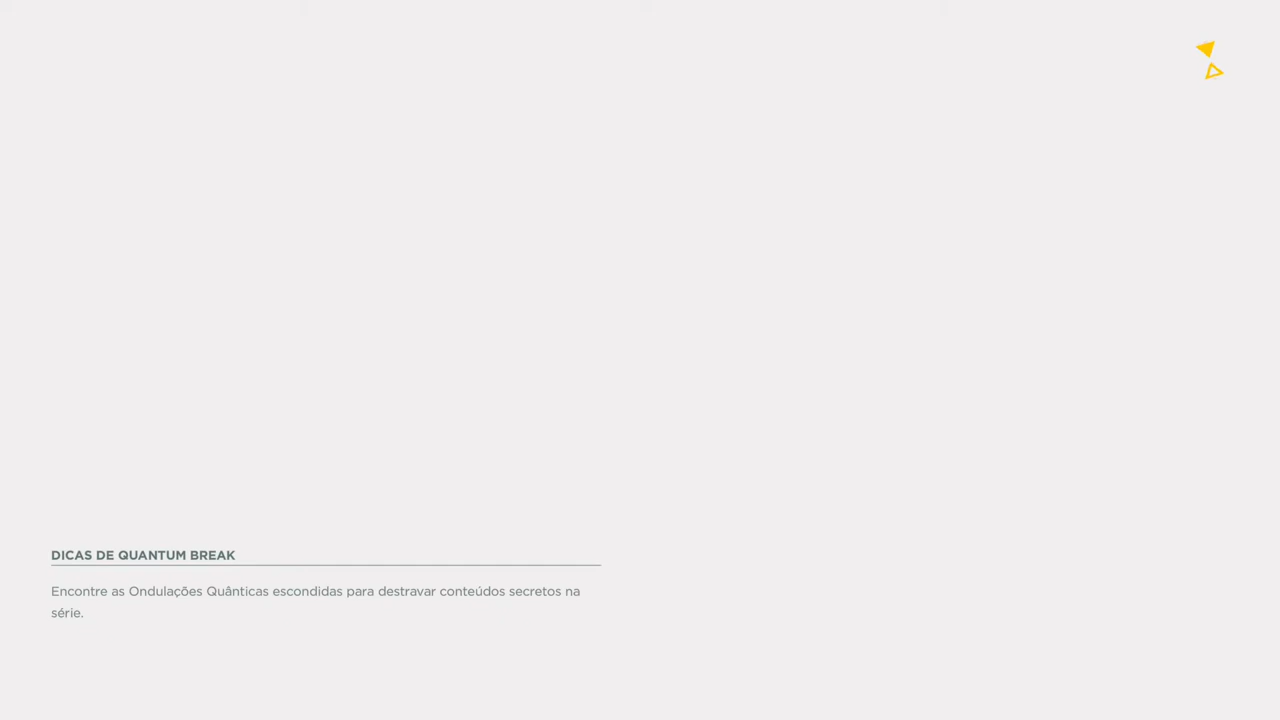 DICAS DE QUANTUM BREAK
Encontre as Ondulações Quânticas escondidas para destravar conteúdos secretos na
série.